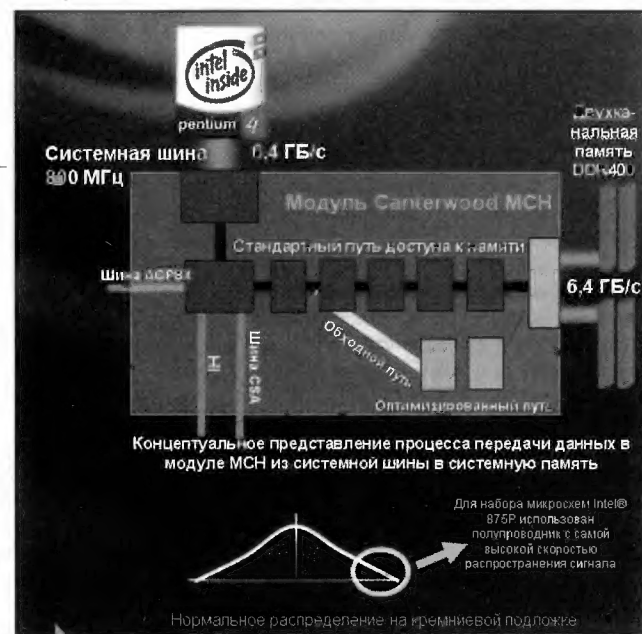 intel
inside
pentium 4
Системная шина 6,4 ГБ/с
800 МГц
Двухка-
нальная
память
DDR400
Модуль Canterwood MCH
Стандартный путь доступа к памяти
Шина AGP8X
6,4 ГБ/с
HI
Шина CSA
Обходной путь
Оптимизированный путь
Концептуальное представление процесса передачи данных в
модуле MCH из системной шины в системную память
Для набора микросхем Intel®
875P использован
полупроводник с самой
высокой скоростью
распространения сигнала
Нормальное распределение на кремниевой подложке